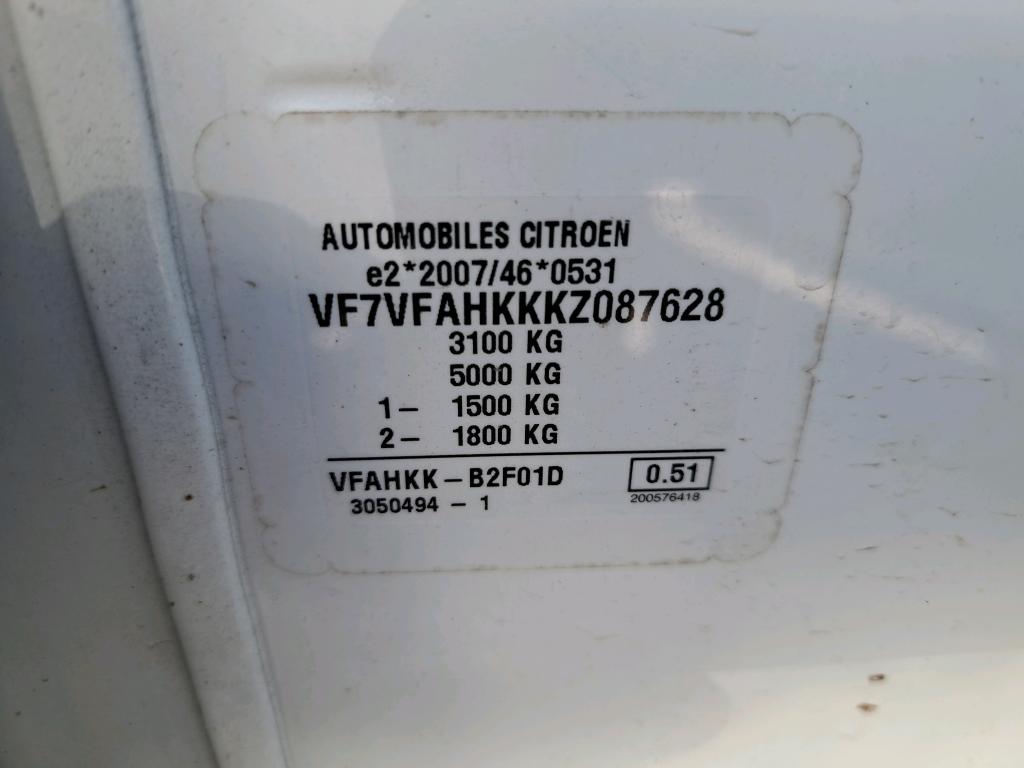 AUTOMOBILES CITROEN
e2*2007/46*0531
VF7VFAHKKKZ087628
3100 KG
5000 KG
1- 1500 KG
2- 1800 KG
VFAHKK-B2F01D 0.51
3050494 - 1 200576418